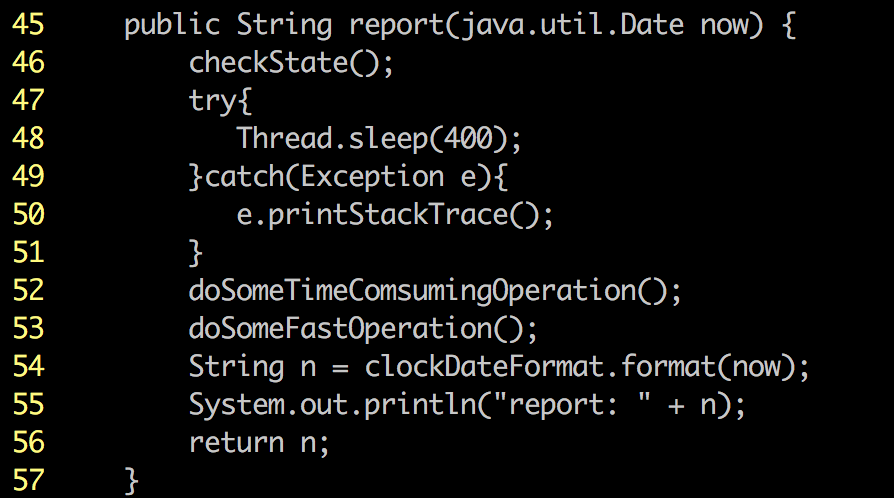 45     public String report(java.util.Date now) {
46         checkState();
47         try{
48            Thread.sleep(400);
49         }catch(Exception e){
50            e.printStackTrace();
51         }
52         doSomeTimeComsumingOperation();
53         doSomeFastOperation();
54         String n = clockDateFormat.format(now);
55         System.out.println("report: " + n);
56         return n;
57     }